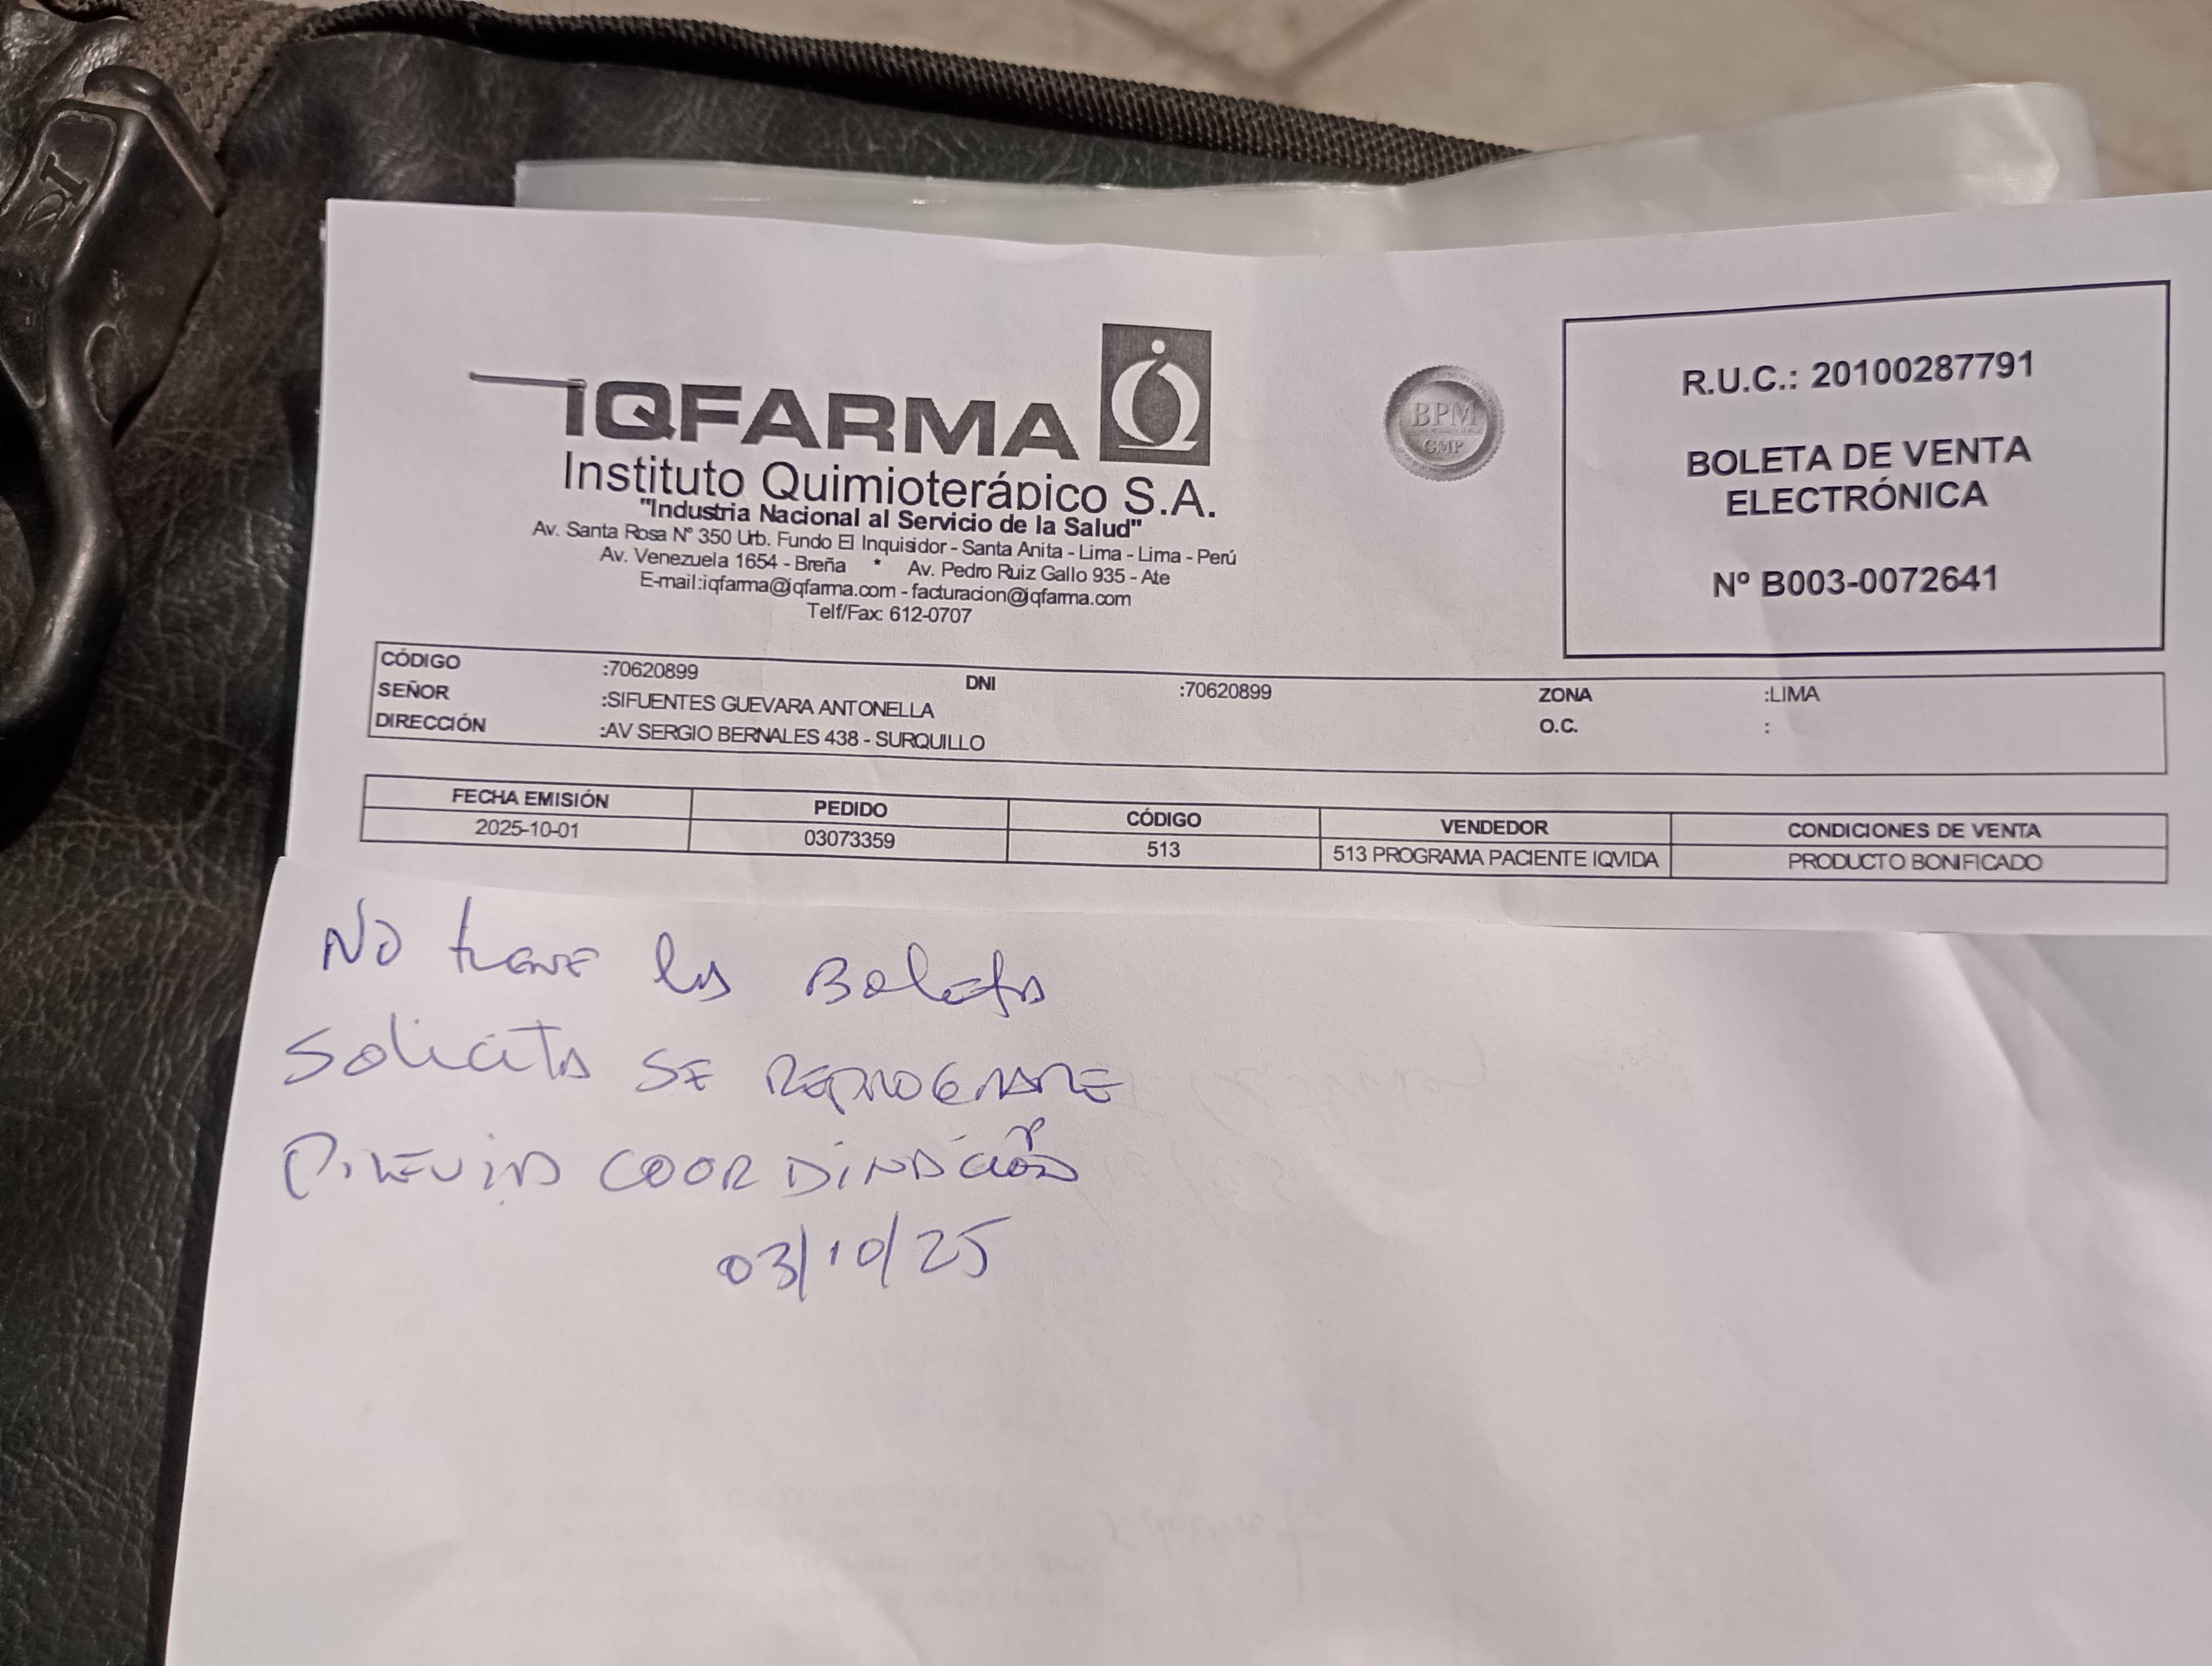 IQFARMA
Instituto Quimioterápico S.A.
"Industria Nacional al Servicio de la Salud"
Av. Santa Rosa Nº 350 Urb. Fundo El Inquisidor - Santa Anita - Lima - Lima - Perú
Av. Venezuela 1654 - Breña * Av. Pedro Ruiz Gallo 935 - Ate
E-mail:iqfarma@iqfarma.com - facturacion@iqfarma.com
Telf/Fax: 612-0707
BPM
GMP
R.U.C.: 20100287791
BOLETA DE VENTA
ELECTRÓNICA
Nº B003-0072641
CÓDIGO :70620899 DNI :70620899 ZONA :LIMA
SEÑOR :SIFUENTES GUEVARA ANTONELLA O.C. :
DIRECCIÓN :AV SERGIO BERNALES 438 - SURQUILLO
FECHA EMISIÓN PEDIDO CÓDIGO VENDEDOR CONDICIONES DE VENTA
2025-10-01 03073359 513 513 PROGRAMA PACIENTE IQVIDA PRODUCTO BONIFICADO
No tiene las Boletas
Solicita SE REPROGRAME
PREVIA COORDINACIÓN
03/10/25